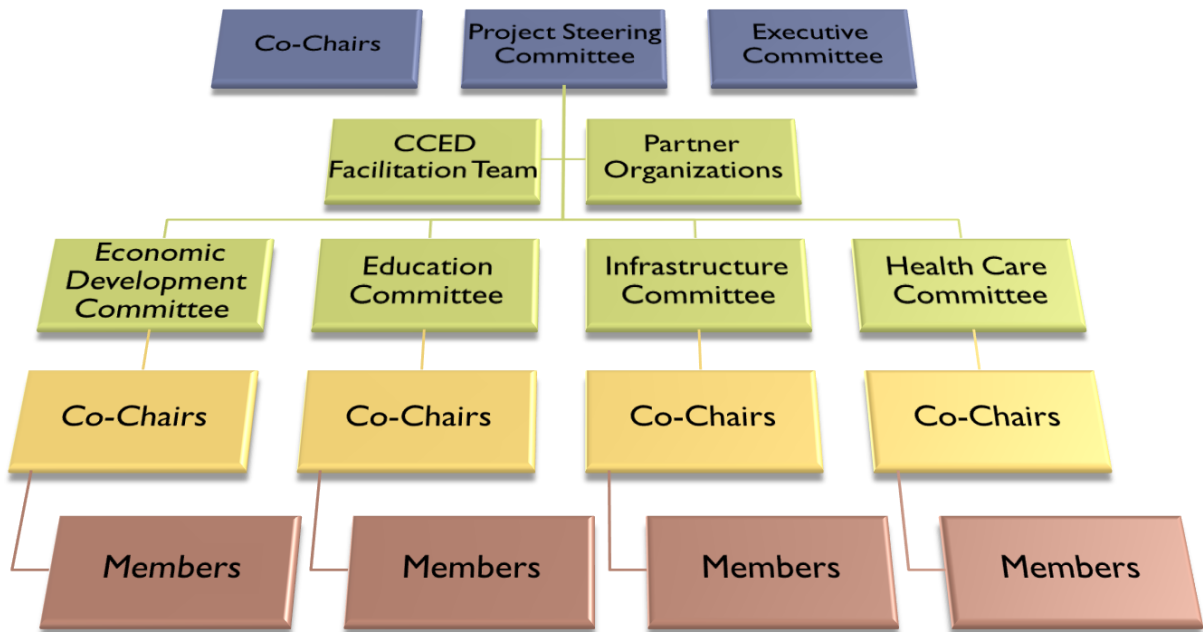 Co-Chairs
Project Steering
Committee
Executive
Committee
CCED
Facilitation Team
Partner
Organizations
Economic
Development
Committee
Education
Committee
Infrastructure
Committee
Health Care
Committee
Co-Chairs
Co-Chairs
Co-Chairs
Co-Chairs
Members
Members
Members
Members